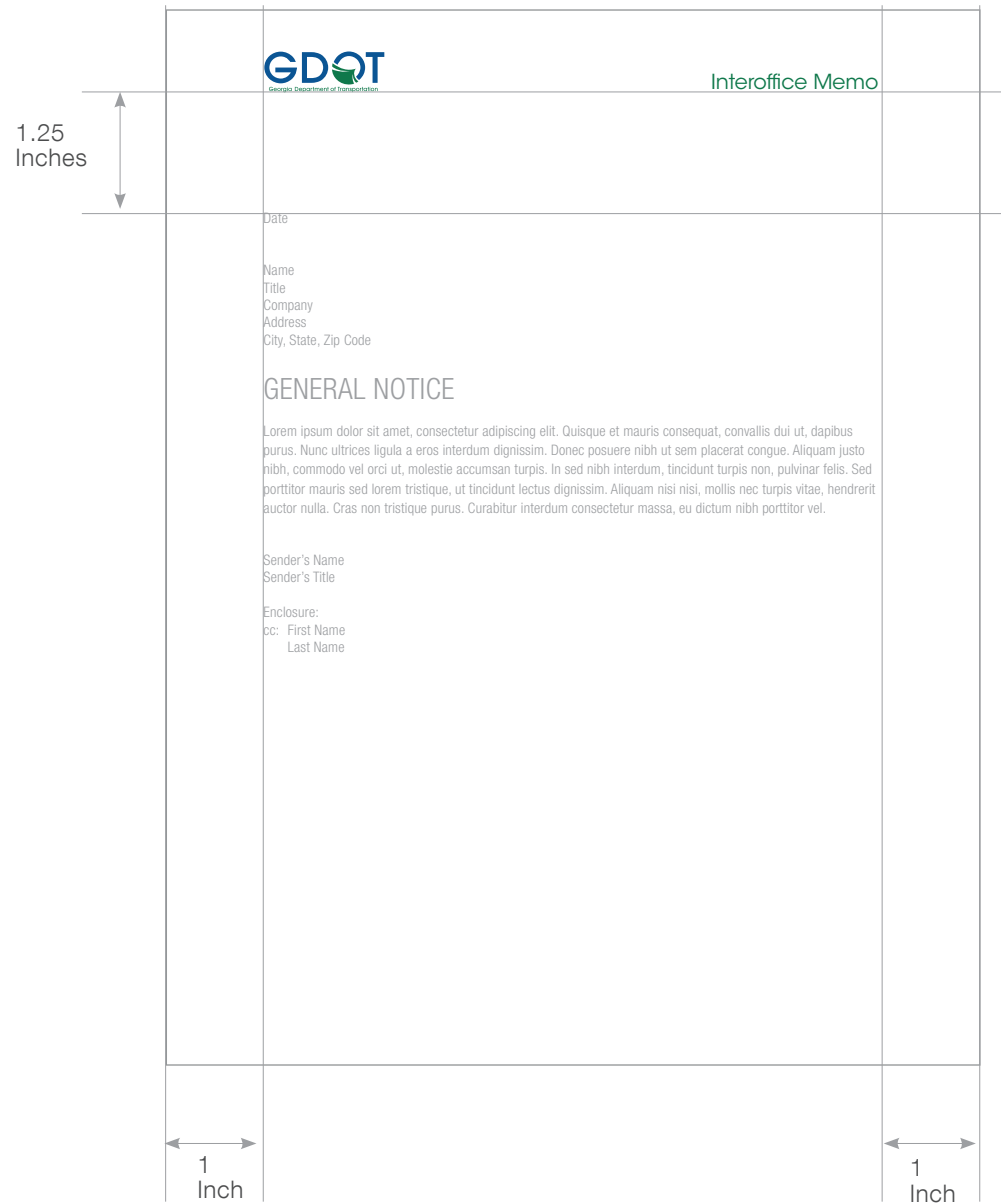 GDOT
Georgia Department of Transportation
Interoffice Memo
1.25
Inches
Date
Name
Title
Company
Address
City, State, Zip Code
GENERAL NOTICE
Lorem ipsum dolor sit amet, consectetur adipiscing elit. Quisque et mauris consequat, convallis dui ut, dapibus
purus. Nunc ultrices ligula a eros interdum dignissim. Donec posuere nibh ut sem placerat congue. Aliquam justo
nibh, commodo vel orci ut, molestie accumsan turpis. In sed nibh interdum, tincidunt turpis non, pulvinar felis. Sed
porttitor mauris sed lorem tristique, ut tincidunt lectus dignissim. Aliquam nisi nisi, mollis nec turpis vitae, hendrerit
auctor nulla. Cras non tristique purus. Curabitur interdum consectetur massa, eu dictum nibh porttitor vel.
Sender’s Name
Sender’s Title
Enclosure:
cc: First Name
Last Name
1
Inch
1
Inch